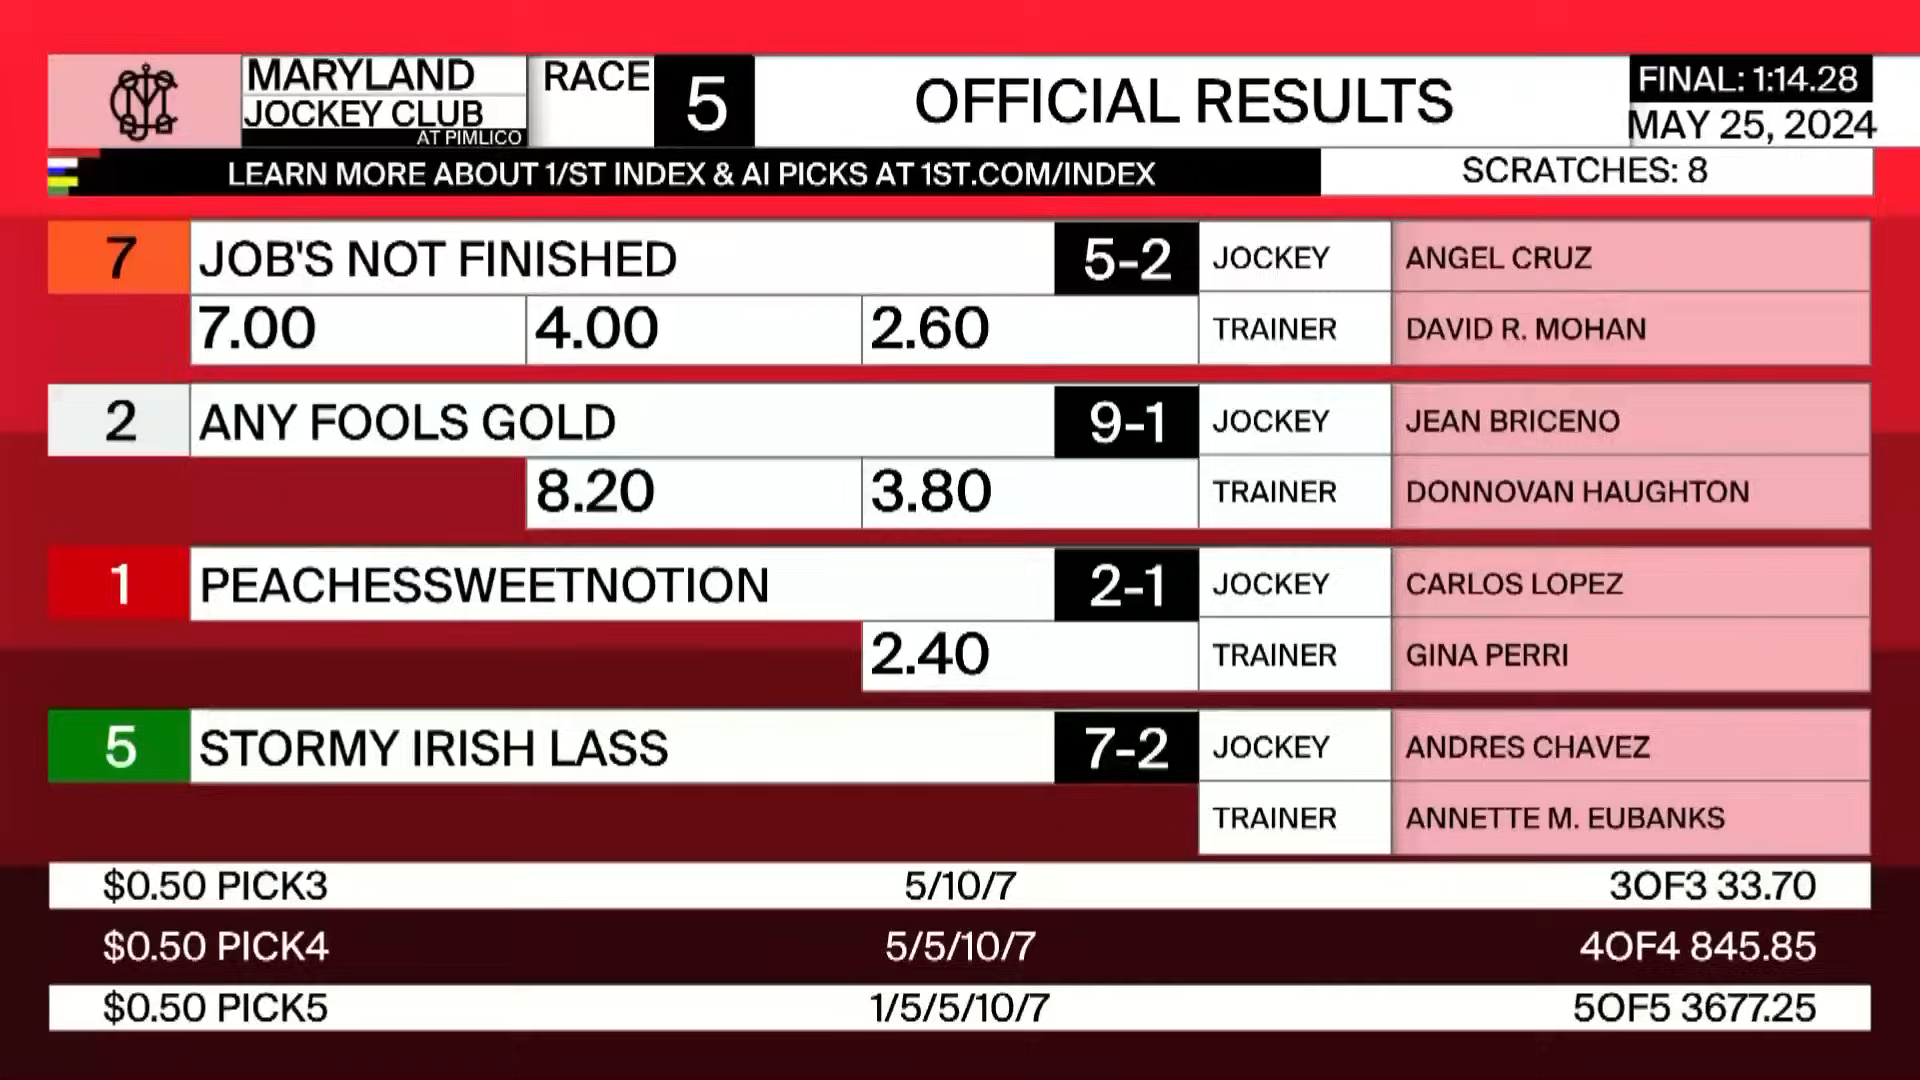 MARYLAND
JOCKEY CLUB
AT PIMLICO
RACE 5
OFFICIAL RESULTS
FINAL: 1:14.28
MAY 25, 2024
LEARN MORE ABOUT 1/ST INDEX & AI PICKS AT 1ST.COM/INDEX
SCRATCHES: 8
7 JOB'S NOT FINISHED 5-2 JOCKEY ANGEL CRUZ
7.00 4.00 2.60 TRAINER DAVID R. MOHAN
2 ANY FOOLS GOLD 9-1 JOCKEY JEAN BRICENO
8.20 3.80 TRAINER DONNOVAN HAUGHTON
1 PEACHESSWEETNOTION 2-1 JOCKEY CARLOS LOPEZ
2.40 TRAINER GINA PERRI
5 STORMY IRISH LASS 7-2 JOCKEY ANDRES CHAVEZ
TRAINER ANNETTE M. EUBANKS
$0.50 PICK3 5/10/7 3OF3 33.70
$0.50 PICK4 5/5/10/7 4OF4 845.85
$0.50 PICK5 1/5/5/10/7 5OF5 3677.25